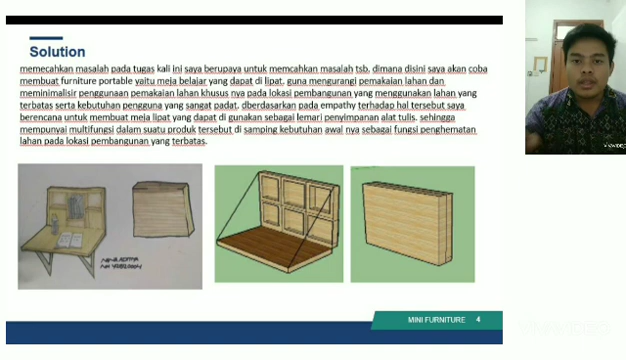 Solution
memecahkan masalah pada tugas kali ini saya berupaya untuk memcahkan masalah tsb. dimana disini saya akan coba
membuat furniture portable yaitu meja belajar yang dapat di lipat. guna mengurangi pemakaian lahan dan
meminimalisir penggunaan pemakaian lahan khusus nya pada lokasi pembangunan yang menggunakan lahan yang
terbatas serta kebutuhan pengguna yang sangat padat. dberdasarkan pada empathy terhadap hal tersebut saya
berencana untuk membuat meja lipat yang dapat di gunakan sebagai lemari penyimpanan alat tulis. sehingga
mempunyai multifungsi dalam suatu produk tersebut di samping kebutuhan awal nya sebagai fungsi penghematan
lahan pada lokasi pembangunan yang terbatas.
MINI FURNITURE 4